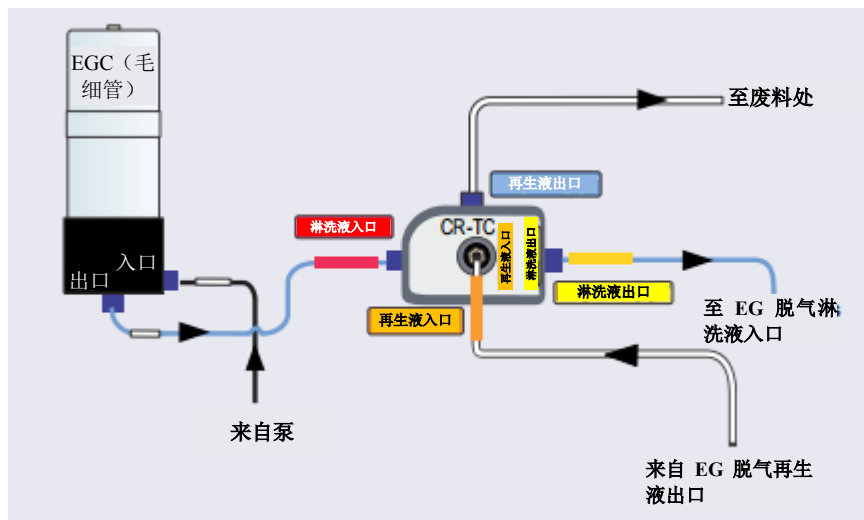 EGC（毛
细管）
入口
出口
来自泵
淋洗液入口
再生液出口
至废料处
CR-TC
再生液入口
淋洗液出口
再生液入口
淋洗液出口
至 EG 脱气淋
洗液入口
来自 EG 脱气再生
液出口